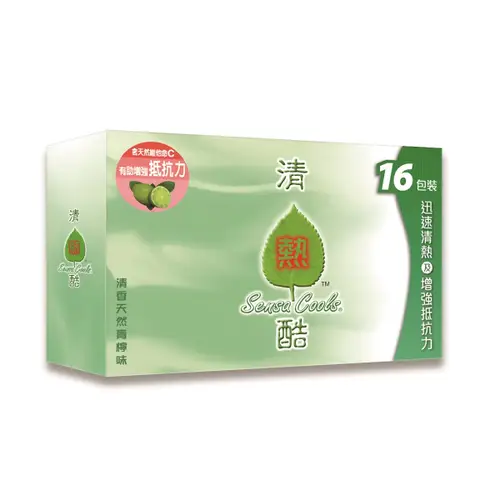 含天然維他命C
有助增強抵抗力
清
熱
Sensa Cools®
TM
酷
清香天然青檸味
16包裝
迅速清熱及增強抵抗力
清
熱
Sensa Cools
酷